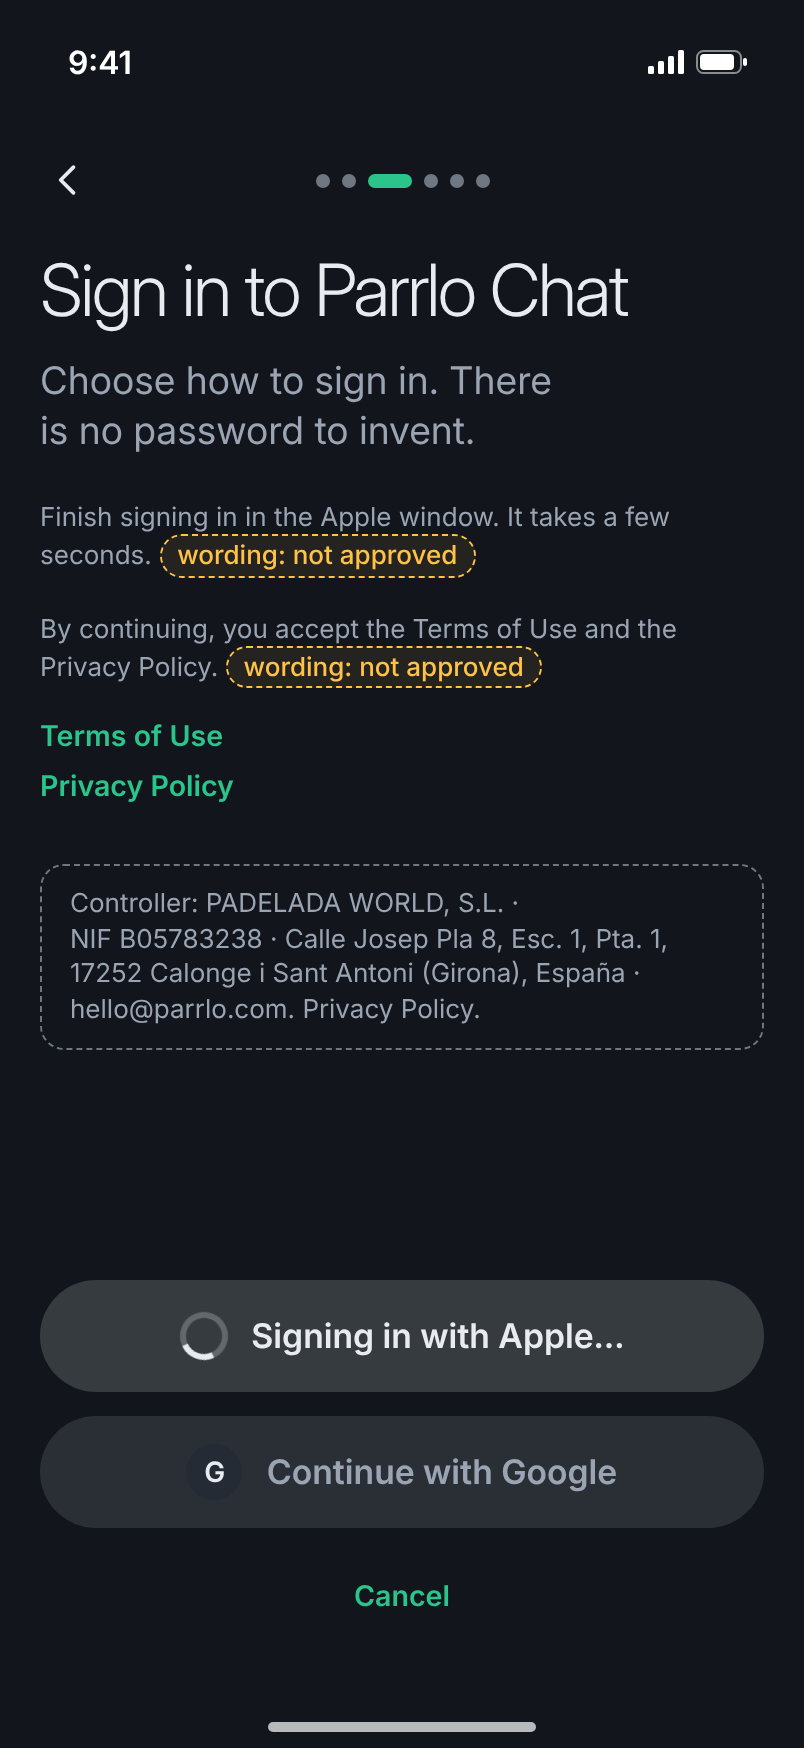 9:41
Sign in to Parrlo Chat
Choose how to sign in. There
is no password to invent.
Finish signing in in the Apple window. It takes a few
seconds. wording: not approved
By continuing, you accept the Terms of Use and the
Privacy Policy. wording: not approved
Terms of Use
Privacy Policy
Controller: PADELADA WORLD, S.L. ·
NIF B05783238 · Calle Josep Pla 8, Esc. 1, Pta. 1,
17252 Calonge i Sant Antoni (Girona), España ·
hello@parrlo.com. Privacy Policy.
Signing in with Apple...
G Continue with Google
Cancel